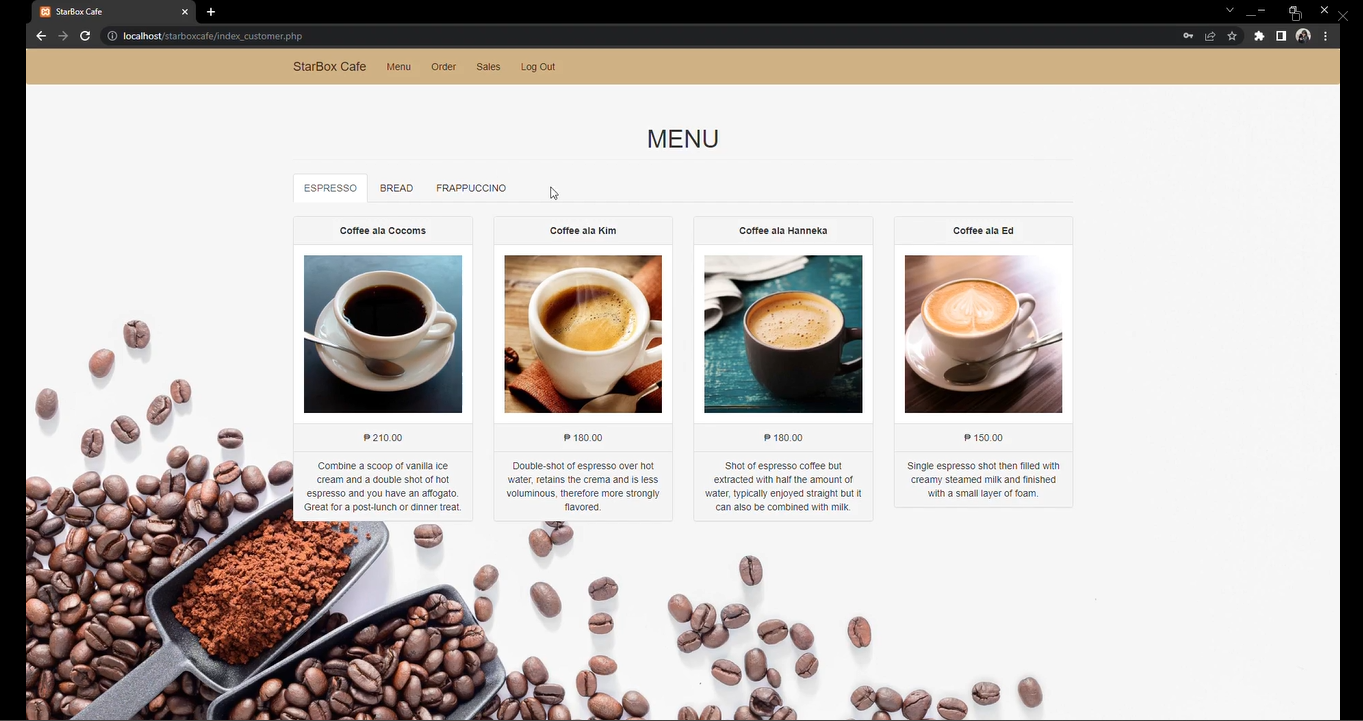 StarBox Cafe
localhost/starboxcafe/index_customer.php
StarBox Cafe Menu Order Sales Log Out
MENU
ESPRESSO BREAD FRAPPUCCINO
Coffee ala Cocoms
₱ 210.00
Combine a scoop of vanilla ice
cream and a double shot of hot
espresso and you have an affogato.
Great for a post-lunch or dinner treat.
Coffee ala Kim
₱ 180.00
Double-shot of espresso over hot
water, retains the crema and is less
voluminous, therefore more strongly
flavored.
Coffee ala Hanneka
₱ 180.00
Shot of espresso coffee but
extracted with half the amount of
water, typically enjoyed straight but it
can also be combined with milk.
Coffee ala Ed
₱ 150.00
Single espresso shot then filled with
creamy steamed milk and finished
with a small layer of foam.